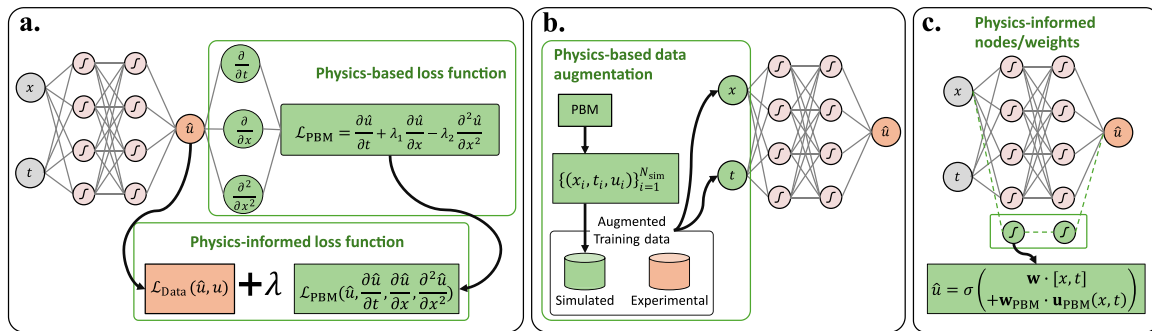 a.
x
t
∫
∫
∫
∫
∫
∫
∫
∫
û
∂/∂t
∂/∂x
∂²/∂x²
Physics-based loss function
ℒ_PBM = ∂û/∂t + λ₁ ∂û/∂x − λ₂ ∂²û/∂x²
Physics-informed loss function
ℒ_Data(û, u)
+λ
ℒ_PBM(û, ∂û/∂t, ∂û/∂x, ∂²û/∂x²)
b.
Physics-based data
augmentation
PBM
{(x_i, t_i, u_i)}_{i=1}^{N_sim}
Augmented
Training data
Simulated
Experimental
x
t
∫
∫
∫
∫
∫
∫
∫
∫
û
c.
Physics-informed
nodes/weights
x
t
∫
∫
∫
∫
∫
∫
∫
∫
û
∫
∫
û = σ( w · [x, t]
+w_PBM · u_PBM(x, t) )